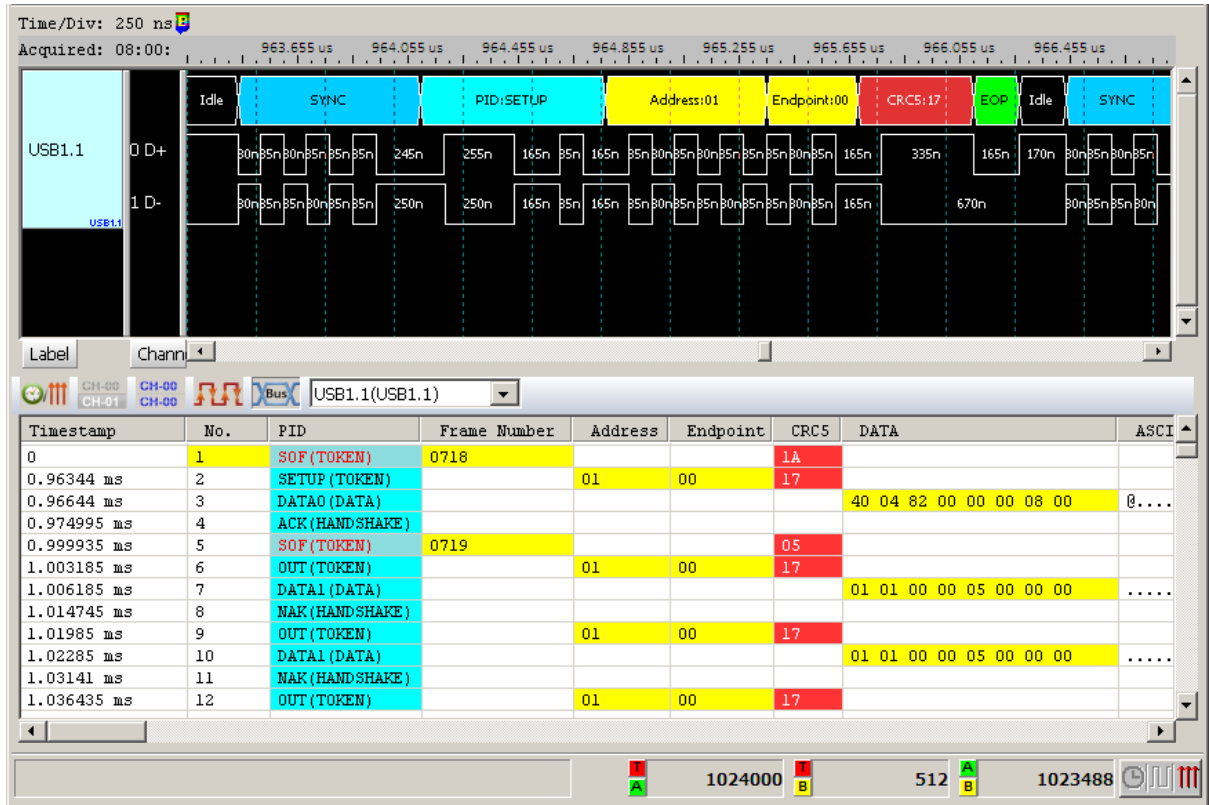 Time/Div: 250 ns
Acquired: 08:00:
963.655 us 964.055 us 964.455 us 964.855 us 965.255 us 965.655 us 966.055 us 966.455 us
Idle SYNC PID:SETUP Address:01 Endpoint:00 CRC5:17 EOP Idle SYNC
USB1.1 0 D+ 80n 85n 80n 85n 85n 85n 245n 255n 165n 85n 165n 85n 80n 85n 80n 85n 85n 85n 80n 85n 165n 335n 165n 170n 80n 80n 80n 85n
1 D- 80n 85n 85n 80n 85n 85n 250n 250n 165n 85n 165n 85n 80n 85n 85n 85n 85n 85n 80n 85n 165n 670n 80n 85n 85n 80n
USB1.1
Label Chann
CH-00 CH-01 CH-00 CH-00 Bus USB1.1(USB1.1)
Timestamp No. PID Frame Number Address Endpoint CRC5 DATA ASCI
0 1 SOF(TOKEN) 0718 1A
0.96344 ms 2 SETUP(TOKEN) 01 00 17
0.96644 ms 3 DATA0(DATA) 40 04 82 00 00 00 08 00 @....
0.974995 ms 4 ACK(HANDSHAKE)
0.999935 ms 5 SOF(TOKEN) 0719 05
1.003185 ms 6 OUT(TOKEN) 01 00 17
1.006185 ms 7 DATA1(DATA) 01 01 00 00 05 00 00 00 .....
1.014745 ms 8 NAK(HANDSHAKE)
1.01985 ms 9 OUT(TOKEN) 01 00 17
1.02285 ms 10 DATA1(DATA) 01 01 00 00 05 00 00 00 .....
1.03141 ms 11 NAK(HANDSHAKE)
1.036435 ms 12 OUT(TOKEN) 01 00 17
T A 1024000 T B 512 A B 1023488